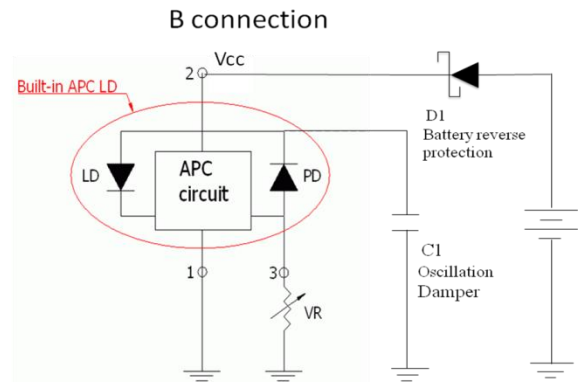 B connection
Vcc
2
Built-in APC LD
D1
Battery reverse
protection
LD
APC
circuit
PD
C1
Oscillation
Damper
1
3
VR